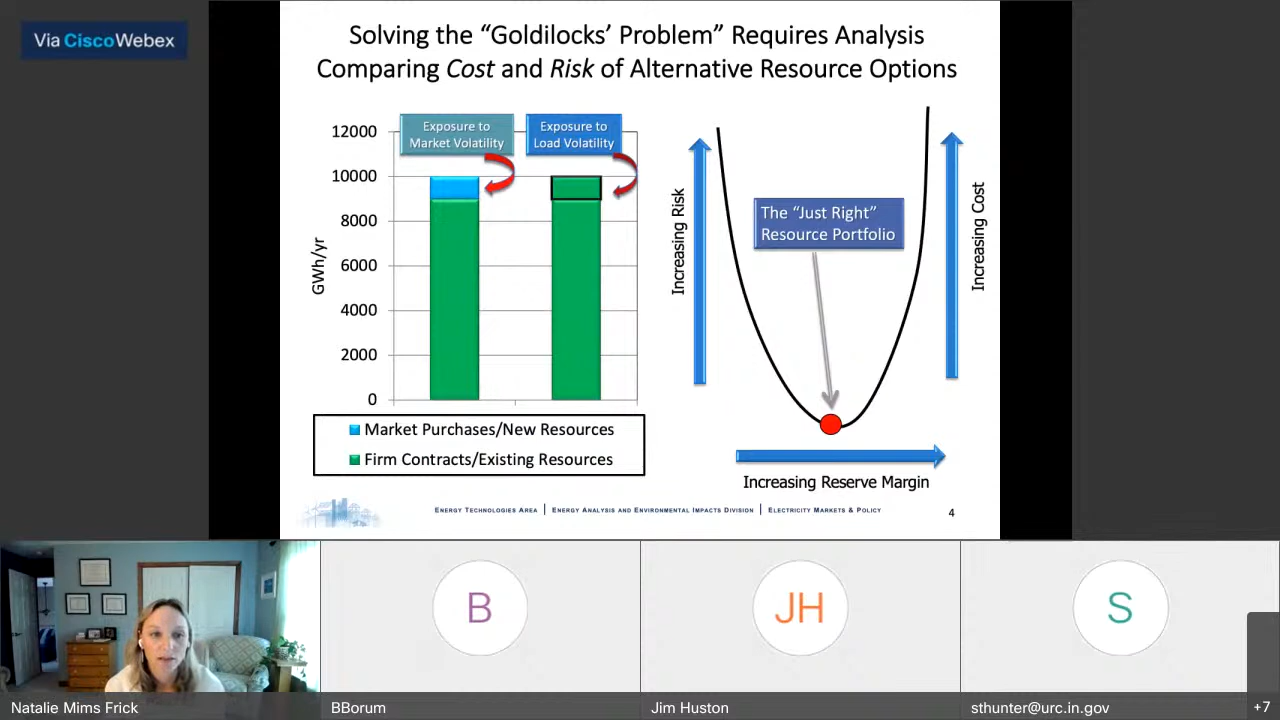 Via Cisco Webex
Solving the “Goldilocks’ Problem” Requires Analysis
Comparing Cost and Risk of Alternative Resource Options
Exposure to
Market Volatility
Exposure to
Load Volatility
12000
10000
8000
6000
4000
2000
0
GWh/yr
Market Purchases/New Resources
Firm Contracts/Existing Resources
Increasing Risk
The “Just Right”
Resource Portfolio
Increasing Cost
Increasing Reserve Margin
Energy Technologies Area | Energy Analysis and Environmental Impacts Division | Electricity Markets & Policy
4
B
JH
S
Natalie Mims Frick
BBorum
Jim Huston
sthunter@urc.in.gov
+7